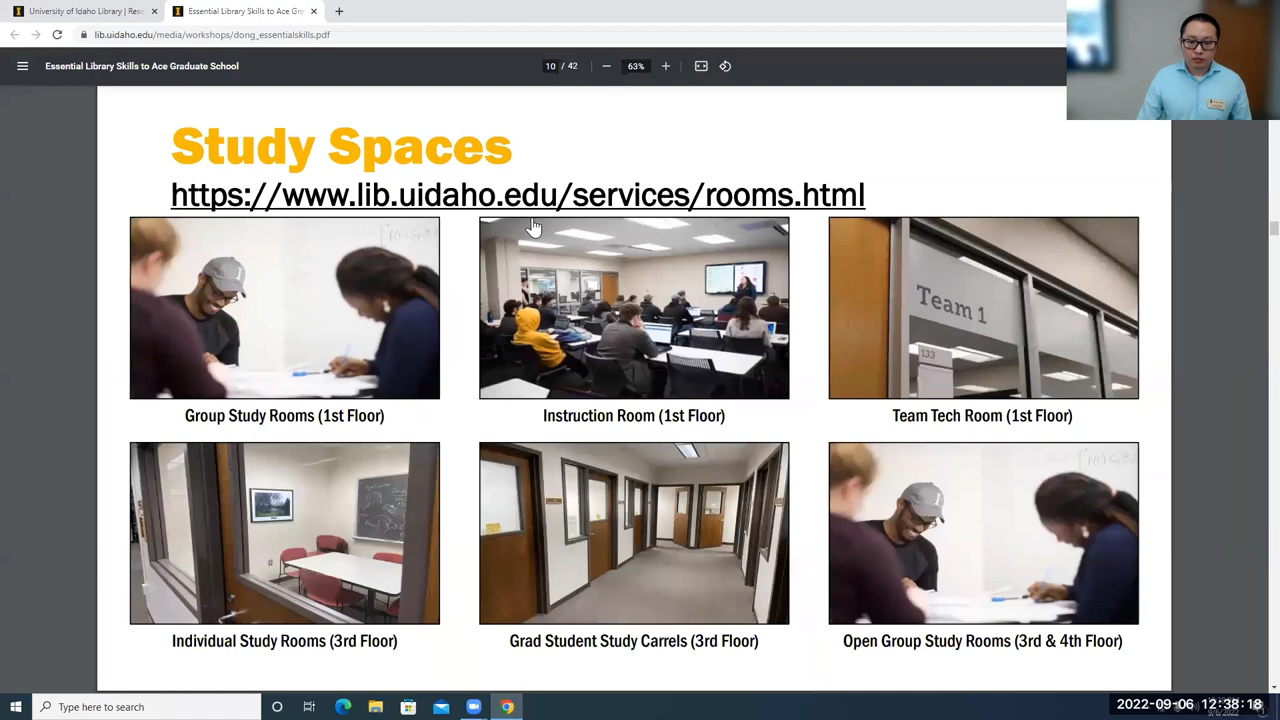 University of Idaho Library | Rese
Essential Library Skills to Ace Gra
lib.uidaho.edu/media/workshops/dong_essentialskills.pdf
Essential Library Skills to Ace Graduate School
10 / 42
63%
Study Spaces
https://www.lib.uidaho.edu/services/rooms.html
Team 1
133
Group Study Rooms (1st Floor)
Instruction Room (1st Floor)
Team Tech Room (1st Floor)
Individual Study Rooms (3rd Floor)
Grad Student Study Carrels (3rd Floor)
Open Group Study Rooms (3rd & 4th Floor)
Type here to search
2022-09-06 12:38:18